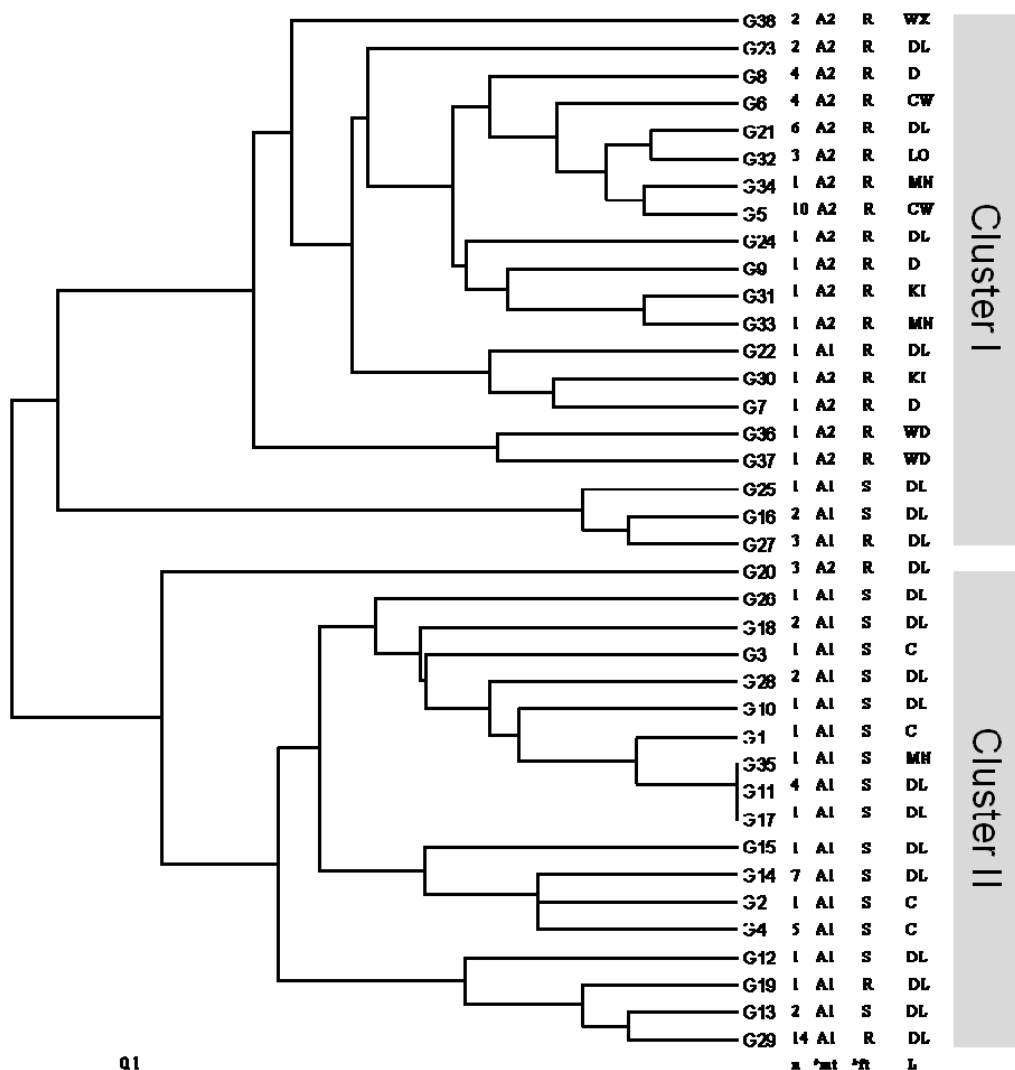 G38 2 A2 R WX
G23 2 A2 R DL
G8 4 A2 R D
G6 4 A2 R CW
G21 6 A2 R DL
G32 3 A2 R LO
G34 1 A2 R MH
G5 10 A2 R CW
G24 1 A2 R DL
G9 1 A2 R D
G31 1 A2 R KI
G33 1 A2 R MH
G22 1 A1 R DL
G30 1 A2 R KI
G7 1 A2 R D
G36 1 A2 R WD
G37 1 A2 R WD
G25 1 A1 S DL
G16 2 A1 S DL
G27 3 A1 R DL
Cluster I
G20 3 A2 R DL
G26 1 A1 S DL
G18 2 A1 S DL
G3 1 A1 S C
G28 2 A1 S DL
G10 1 A1 S DL
G1 1 A1 S C
G35 1 A1 S MH
G11 4 A1 S DL
G17 1 A1 S DL
G15 1 A1 S DL
G14 7 A1 S DL
G2 1 A1 S C
G4 5 A1 S C
G12 1 A1 S DL
G19 1 A1 R DL
G13 2 A1 S DL
G29 14 A1 R DL
Cluster II
0.1 n L